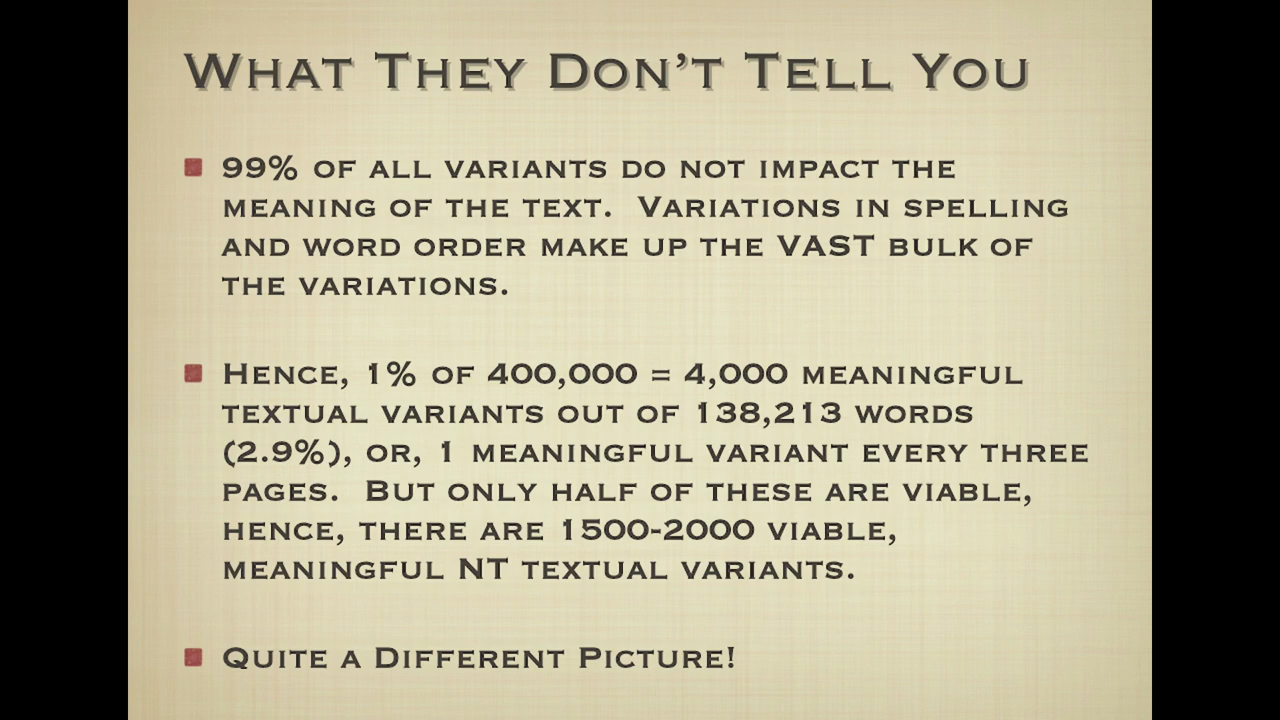 What They Don't Tell You
99% of all variants do not impact the
meaning of the text.  Variations in spelling
and word order make up the VAST bulk of
the variations.
Hence, 1% of 400,000 = 4,000 meaningful
textual variants out of 138,213 words
(2.9%), or, 1 meaningful variant every three
pages.  But only half of these are viable,
hence, there are 1500-2000 viable,
meaningful NT textual variants.
Quite a Different Picture!